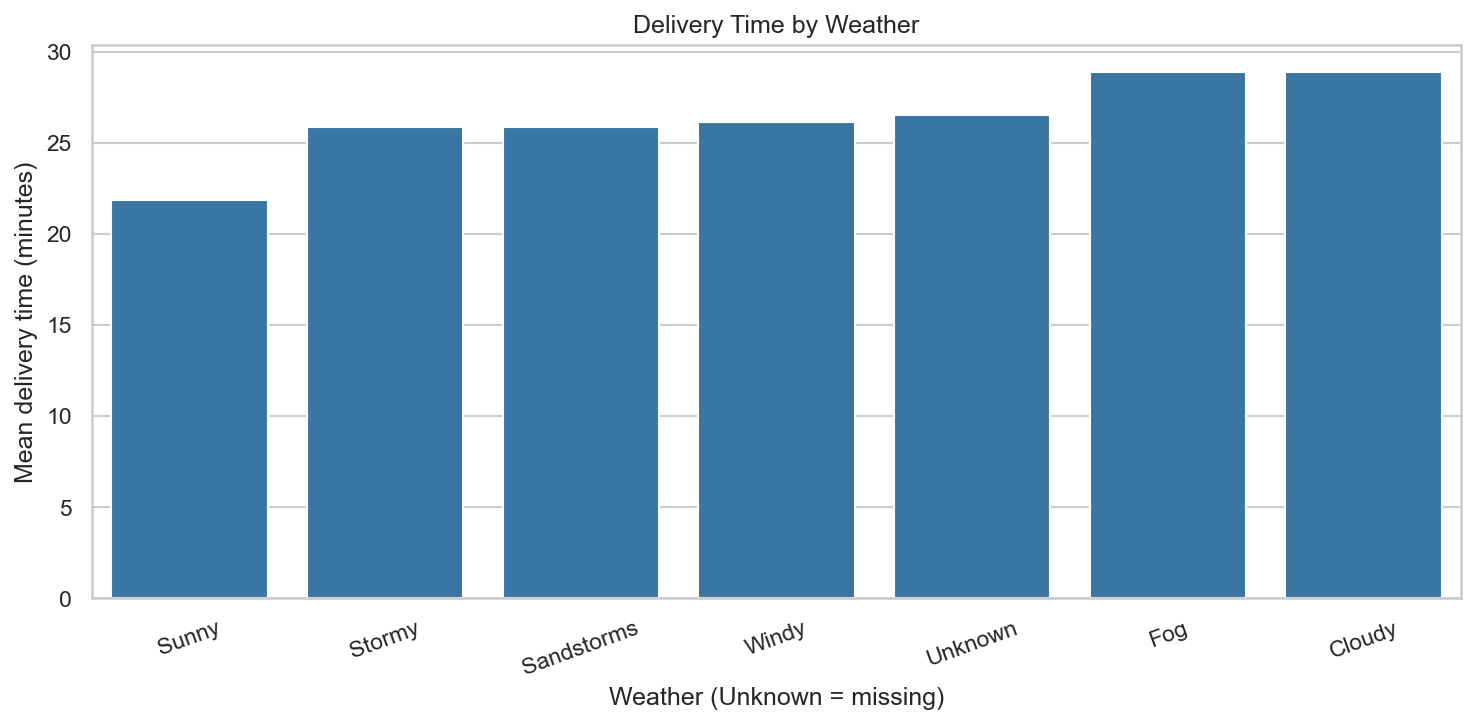 Delivery Time by Weather
Mean delivery time (minutes)
30
25
20
15
10
5
0
Sunny
Stormy
Sandstorms
Windy
Unknown
Fog
Cloudy
Weather (Unknown = missing)